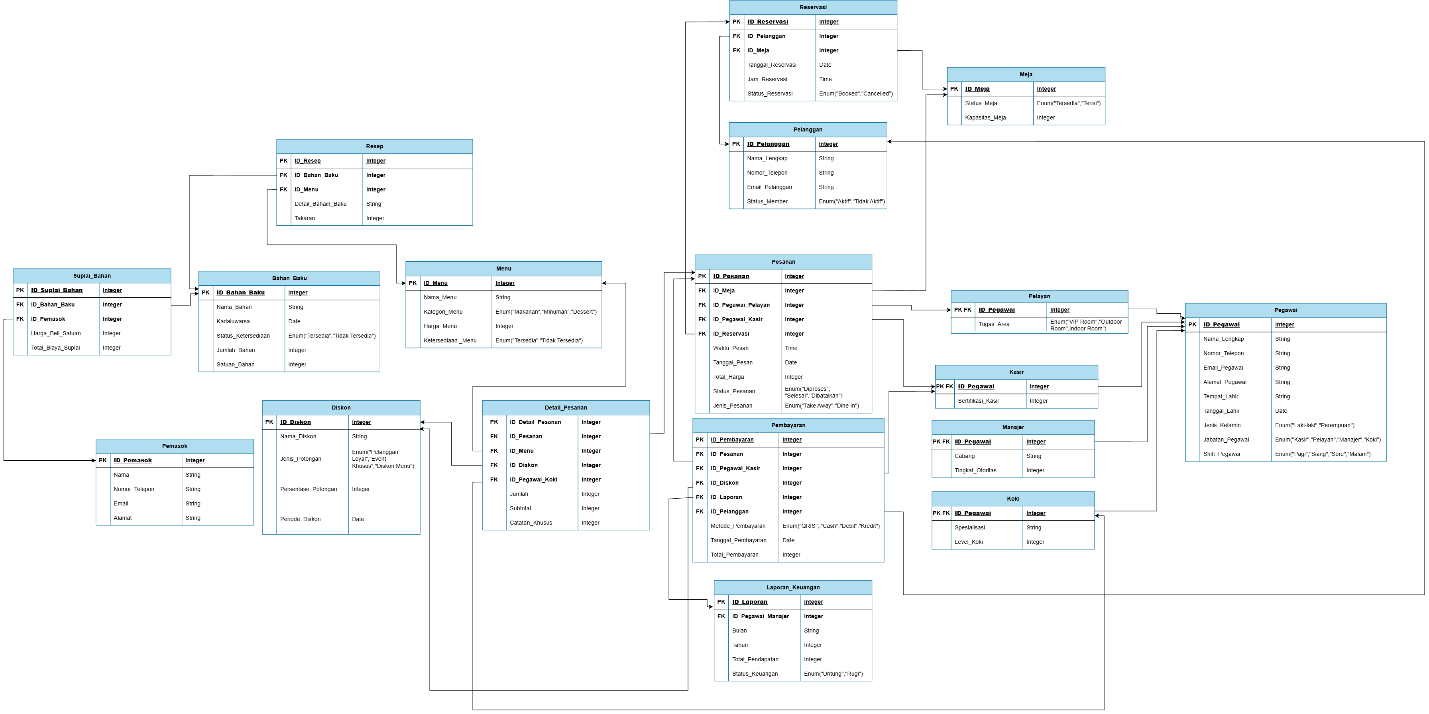 Reservasi
PK ID_Reservasi Integer
FK ID_Pelanggan Integer
FK ID_Meja Integer
Tanggal_Reservasi Date
Jam_Reservasi Time
Status_Reservasi Enum("Booked","Cancelled")
Meja
PK ID_Meja Integer
Status_Meja Enum("Tersedia","Terisi")
Kapasitas_Meja Integer
Pelanggan
PK ID_Pelanggan Integer
Nama_Lengkap String
Nomor_Telepon String
Email_Pelanggan String
Status_Member Enum("Aktif","Tidak Aktif")
Resep
PK ID_Resep Integer
FK ID_Bahan_Baku Integer
FK ID_Menu Integer
Detail_Bahan_Baku String
Takaran Integer
Suplai_Bahan
PK ID_Suplai_Bahan Integer
FK ID_Bahan_Baku Integer
FK ID_Pemasok Integer
Harga_Beli_Satuan Integer
Total_Biaya_Suplai Integer
Bahan_Baku
PK ID_Bahan_Baku Integer
Nama_Bahan String
Kadaluwarsa Date
Status_Ketersediaan Enum("Tersedia","Tidak Tersedia")
Jumlah_Bahan Integer
Satuan_Bahan Integer
Menu
PK ID_Menu Integer
Nama_Menu String
Kategori_Menu Enum("Makanan","Minuman","Dessert")
Harga_Menu Integer
Ketersediaan_Menu Enum("Tersedia","Tidak Tersedia")
Pesanan
PK ID_Pesanan Integer
FK ID_Meja Integer
FK ID_Pegawai_Pelayan Integer
FK ID_Pegawai_Kasir Integer
FK ID_Reservasi Integer
Waktu_Pesan Time
Tanggal_Pesan Date
Total_Harga Integer
Status_Pesanan Enum("Diproses",
"Selesai","Dibatalkan")
Jenis_Pesanan Enum("Take Away","Dine In")
Pelayan
PK FK ID_Pegawai Integer
Tugas_Area Enum("VIP Room","Outdoor
Room","Indoor Room")
Pegawai
PK ID_Pegawai Integer
Nama_Lengkap String
Nomor_Telepon String
Email_Pegawai String
Alamat_Pegawai String
Tempat_Lahir String
Tanggal_Lahir Date
Jenis_Kelamin Enum("Laki-laki","Perempuan")
Jabatan_Pegawai Enum("Kasir","Pelayan","Manajer","Koki")
Shift_Pegawai Enum("Pagi","Siang","Sore","Malam")
Kasir
PK FK ID_Pegawai Integer
Sertifikasi_Kasir Integer
Manajer
PK FK ID_Pegawai Integer
Cabang String
Tingkat_Otoritas Integer
Koki
PK FK ID_Pegawai Integer
Spesialisasi String
Level_Koki Integer
Diskon
PK ID_Diskon Integer
Nama_Diskon String
Jenis_Potongan Enum("Pelanggan
Loyal","Event
Khusus","Diskon Menu")
Persentase_Potongan Integer
Periode_Diskon Date
Detail_Pesanan
PK ID_Detail_Pesanan Integer
FK ID_Pesanan Integer
FK ID_Menu Integer
FK ID_Diskon Integer
FK ID_Pegawai_Koki Integer
Jumlah Integer
Subtotal Integer
Catatan_Khusus Integer
Pembayaran
PK ID_Pembayaran Integer
FK ID_Pesanan Integer
FK ID_Pegawai_Kasir Integer
FK ID_Diskon Integer
FK ID_Laporan Integer
FK ID_Pelanggan Integer
Metode_Pembayaran Enum("QRIS","Cash","Debit","Kredit")
Tanggal_Pembayaran Date
Total_Pembayaran Integer
Pemasok
PK ID_Pemasok Integer
Nama String
Nomor_Telepon String
Email String
Alamat String
Laporan_Keuangan
PK ID_Laporan Integer
FK ID_Pegawai_Manajer Integer
Bulan String
Tahun Integer
Total_Pendapatan Integer
Status_Keuangan Enum("Untung","Rugi")